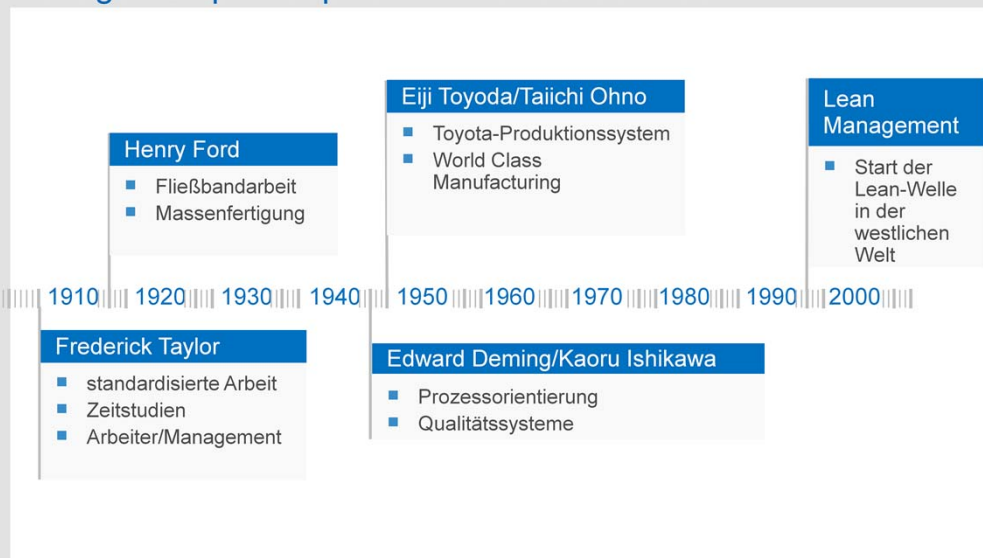 Henry Ford
Fließbandarbeit
Massenfertigung
Eiji Toyoda/Taiichi Ohno
Toyota-Produktionssystem
World Class
Manufacturing
Lean
Management
Start der
Lean-Welle
in der
westlichen
Welt
1910 1920 1930 1940 1950 1960 1970 1980 1990 2000
Frederick Taylor
standardisierte Arbeit
Zeitstudien
Arbeiter/Management
Edward Deming/Kaoru Ishikawa
Prozessorientierung
Qualitätssysteme